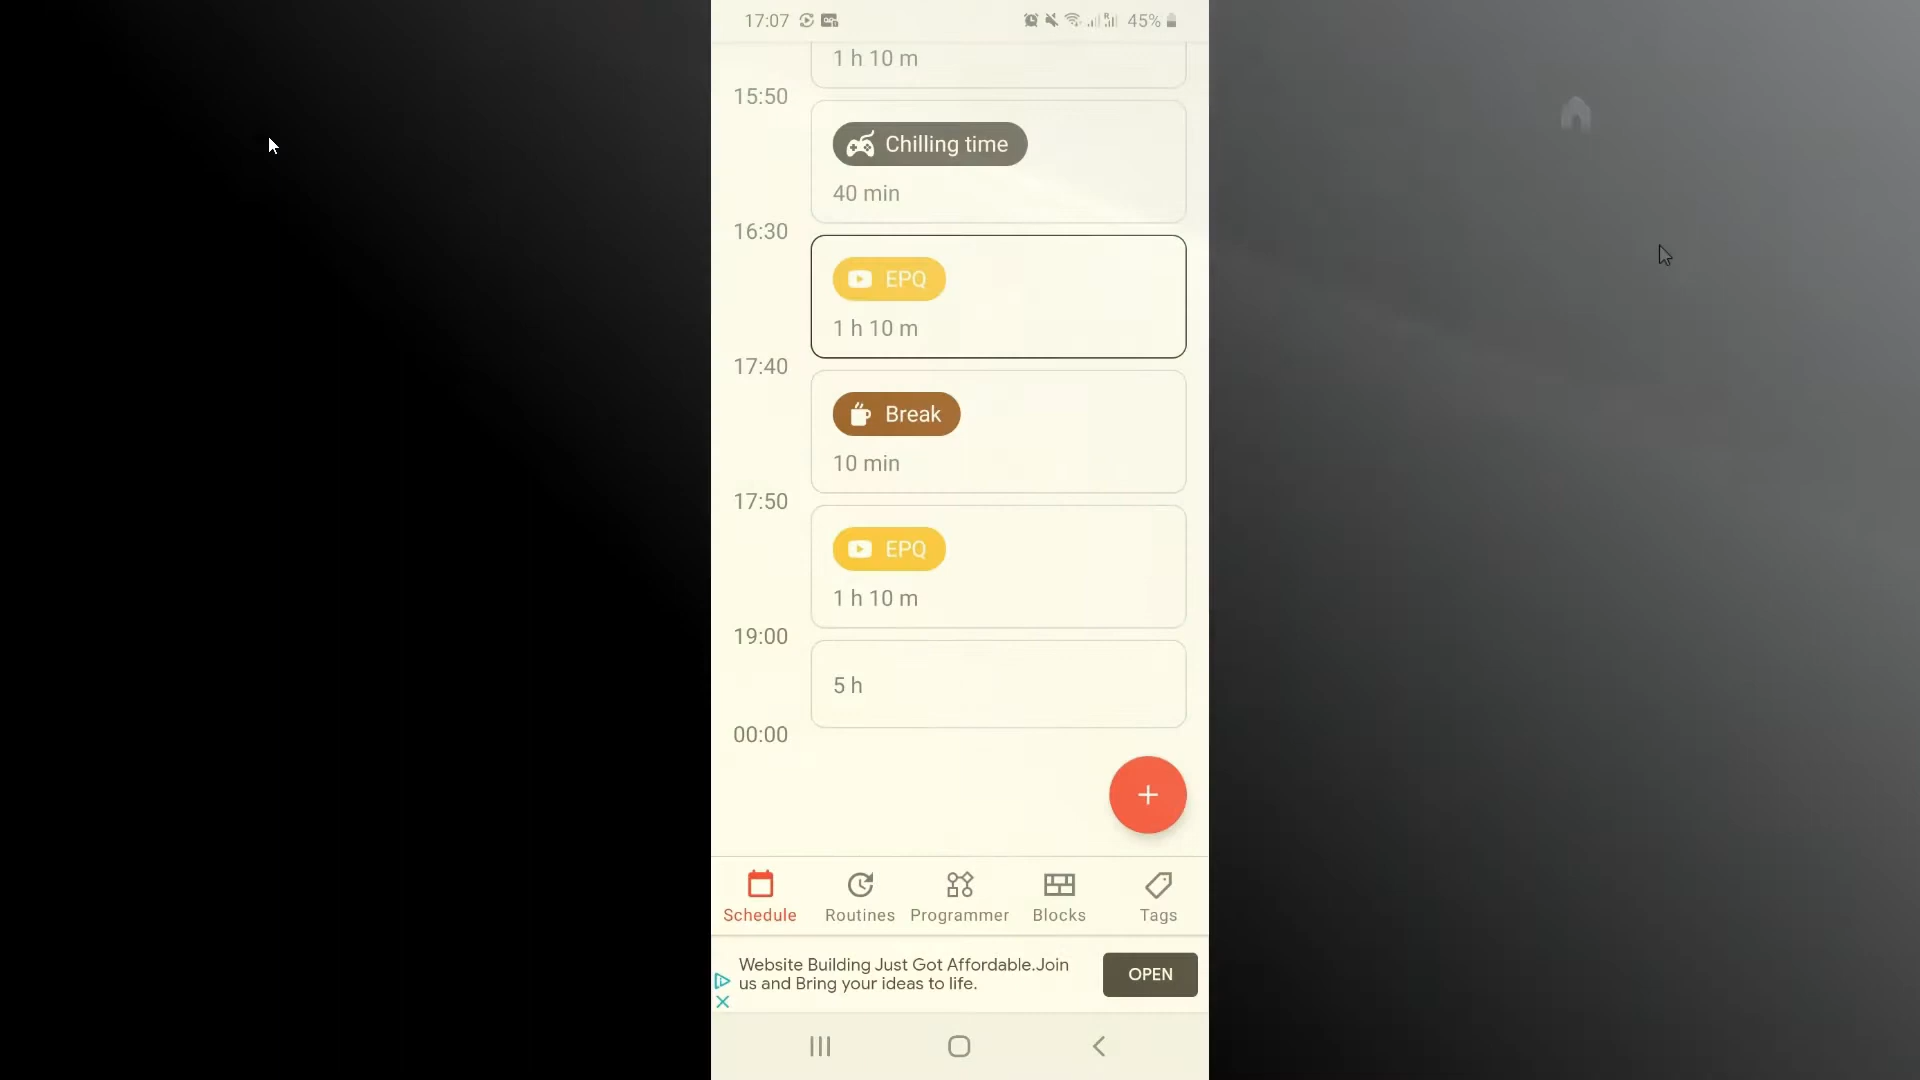 17:07
45%
1 h 10 m
15:50
Chilling time
40 min
16:30
EPQ
1 h 10 m
17:40
Break
10 min
17:50
EPQ
1 h 10 m
19:00
5 h
00:00
+
Schedule
Routines
Programmer
Blocks
Tags
Website Building Just Got Affordable.Join
us and Bring your ideas to life.
OPEN